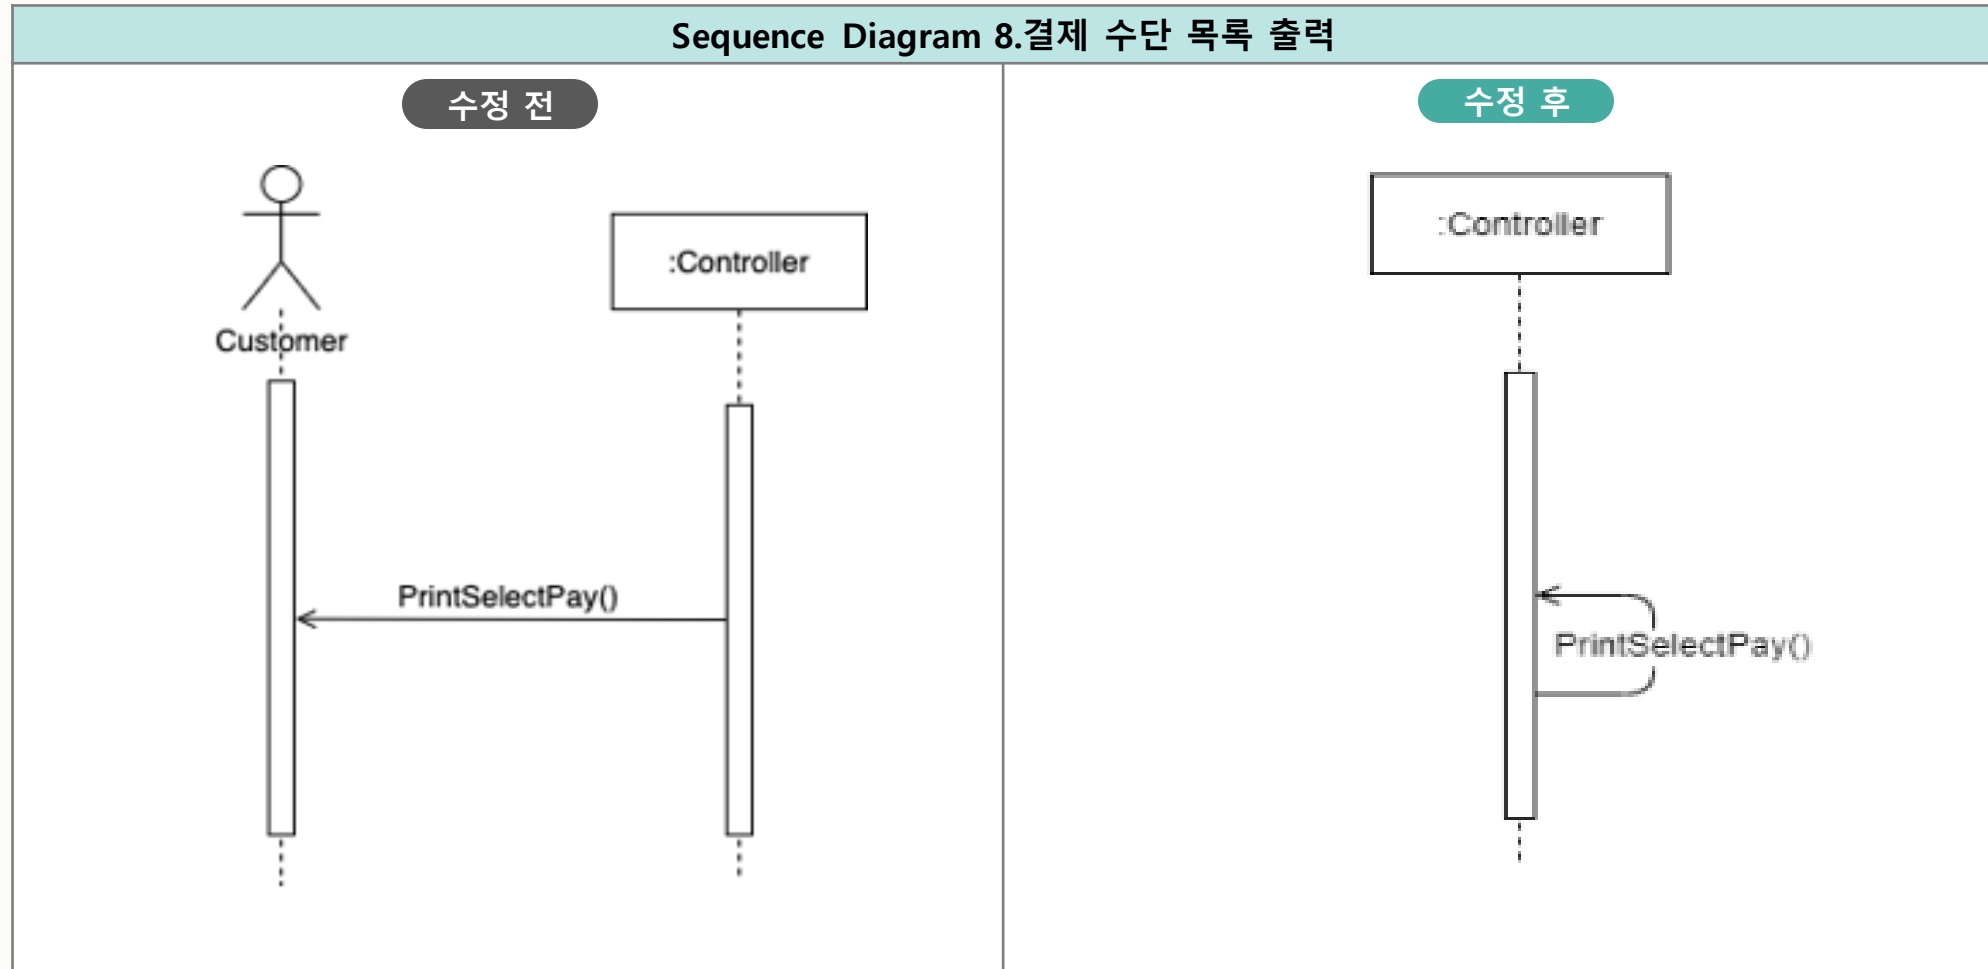 Sequence Diagram 8.결제 수단 목록 출력
수정 전
Customer
:Controller
PrintSelectPay()
수정 후
:Controller
PrintSelectPay()